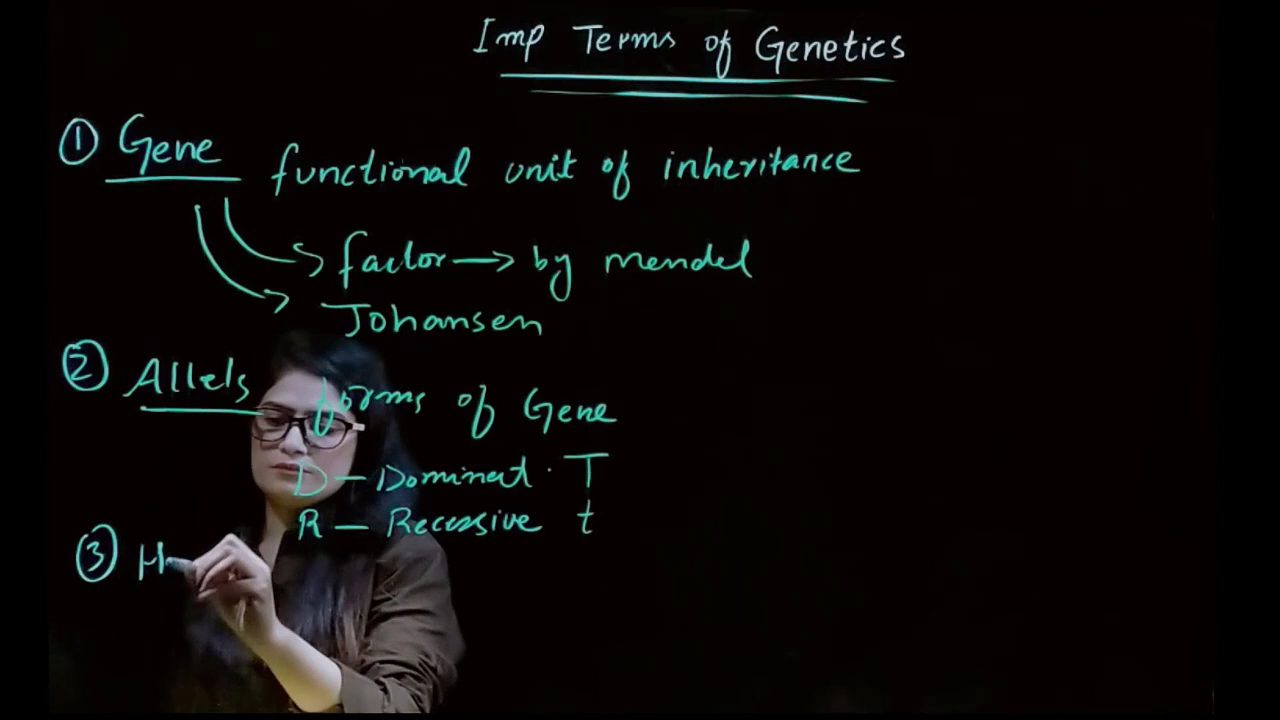 Imp Terms of Genetics
① Gene functional unit of inheritance
factor → by mendel
Johansen
② Allels forms of Gene
D — Dominent · T
R — Recessive t
③ H